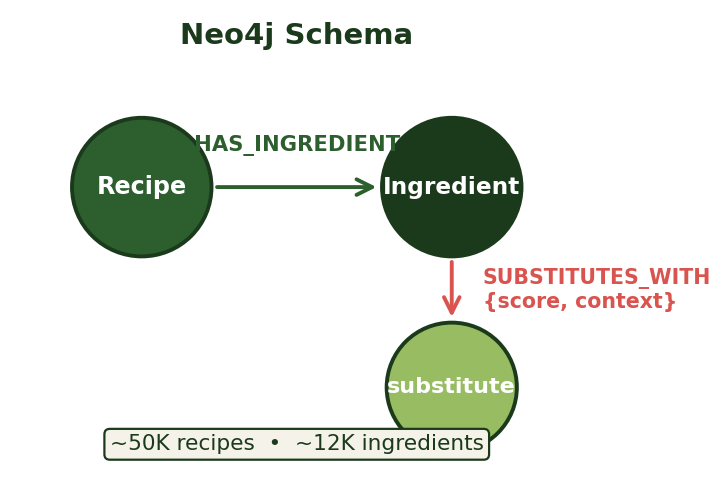 Neo4j Schema
HAS_INGREDIENT
Recipe
Ingredient
SUBSTITUTES_WITH
{score, context}
substitute
~50K recipes • ~12K ingredients